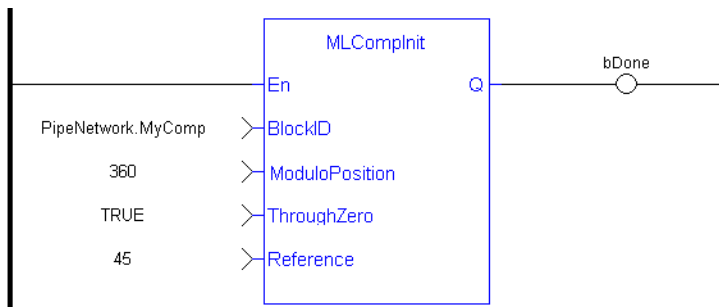 MLCompInit
bDone
En Q
PipeNetwork.MyComp BlockID
360 ModuloPosition
TRUE ThroughZero
45 Reference